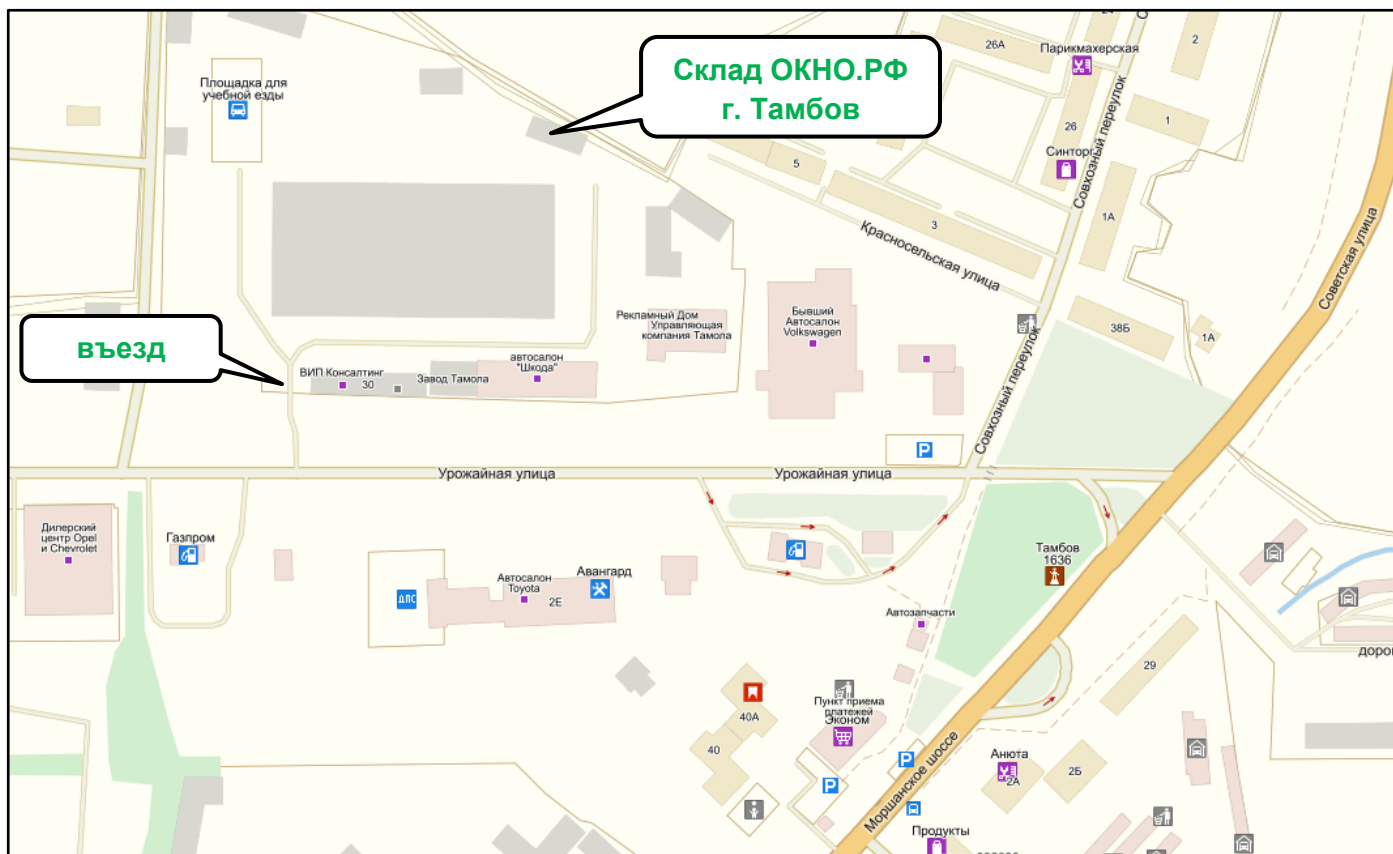 26А
Парикмахерская
2
Склад ОКНО.РФ
г. Тамбов
Площадка для
учебной езды
1
26
5
Синторг
Совхозный переулок
1А
3
Красносельская улица
Советская улица
Рекламный Дом
Управляющая
компания Тамола
Бывший
Автосалон
Volkswagen
38Б
1А
въезд
ВИП Консалтинг
30
Завод Тамола
автосалон
"Шкода"
Совхозный переулок
P
Урожайная улица
Урожайная улица
Дилерский
центр Opel
и Chevrolet
Газпром
Тамбов
1636
Автосалон
Toyota
2Е
Авангард
ДПС
Автозапчасти
29
40А
40
Пункт приема
платежей
Эконом
P
P
Моршанское шоссе
Анюта
2А
2Б
Продукты